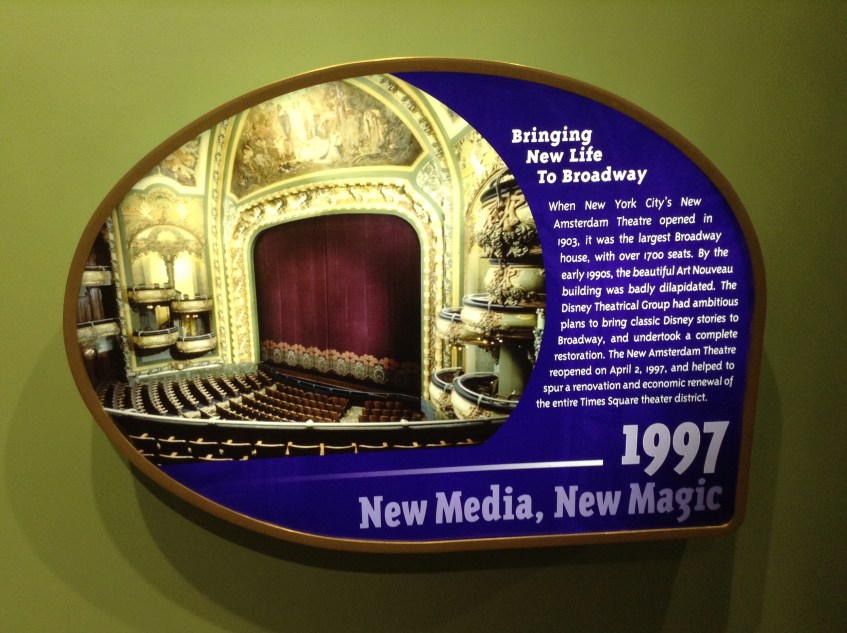 Bringing
New Life
To Broadway
When New York City's New
Amsterdam Theatre opened in
1903, it was the largest Broadway
house, with over 1700 seats. By the
early 1990s, the beautiful Art Nouveau
building was badly dilapidated. The
Disney Theatrical Group had ambitious
plans to bring classic Disney stories to
Broadway, and undertook a complete
restoration. The New Amsterdam Theatre
reopened on April 2, 1997, and helped to
spur a renovation and economic renewal of
the entire Times Square theater district.
1997
New Media, New Magic